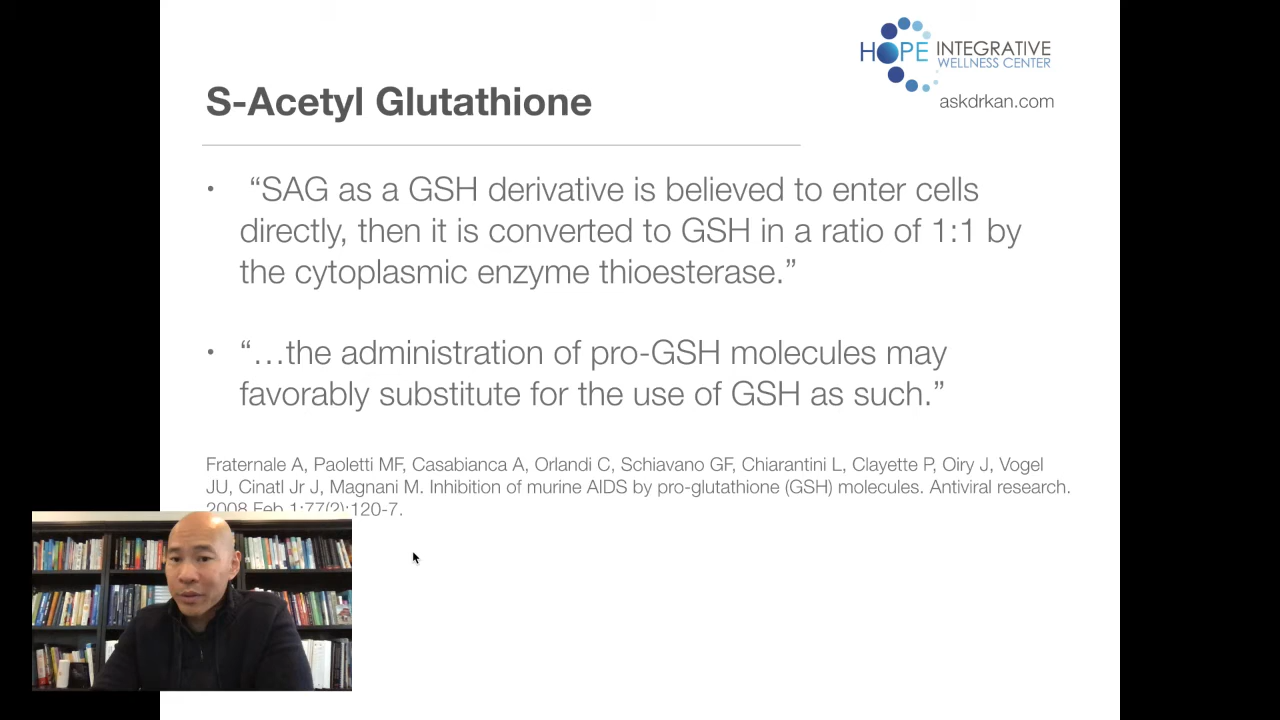 HOPE INTEGRATIVE
WELLNESS CENTER
askdrkan.com
S-Acetyl Glutathione
• “SAG as a GSH derivative is believed to enter cells
directly, then it is converted to GSH in a ratio of 1:1 by
the cytoplasmic enzyme thioesterase.”
• “…the administration of pro-GSH molecules may
favorably substitute for the use of GSH as such.”
Fraternale A, Paoletti MF, Casabianca A, Orlandi C, Schiavano GF, Chiarantini L, Clayette P, Oiry J, Vogel
JU, Cinatl Jr J, Magnani M. Inhibition of murine AIDS by pro-glutathione (GSH) molecules. Antiviral research.
2008 Feb 1;77(2):120-7.